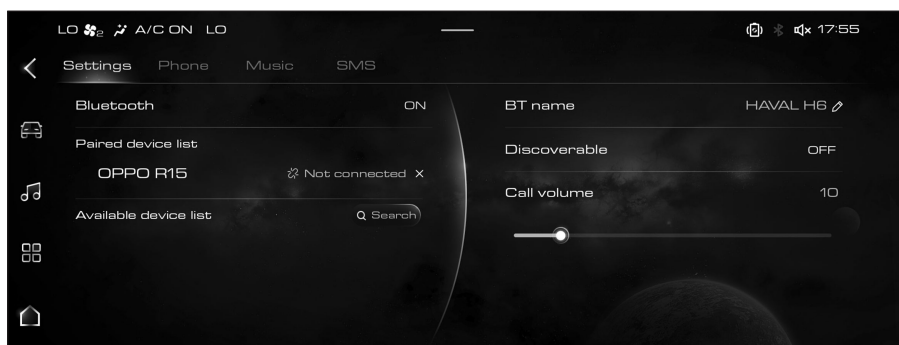 LO 2 A/C ON LO
17:55
Settings Phone Music SMS
Bluetooth ON
BT name HAVAL H6
Paired device list
OPPO R15 Not connected
Discoverable OFF
Call volume 10
Available device list Search